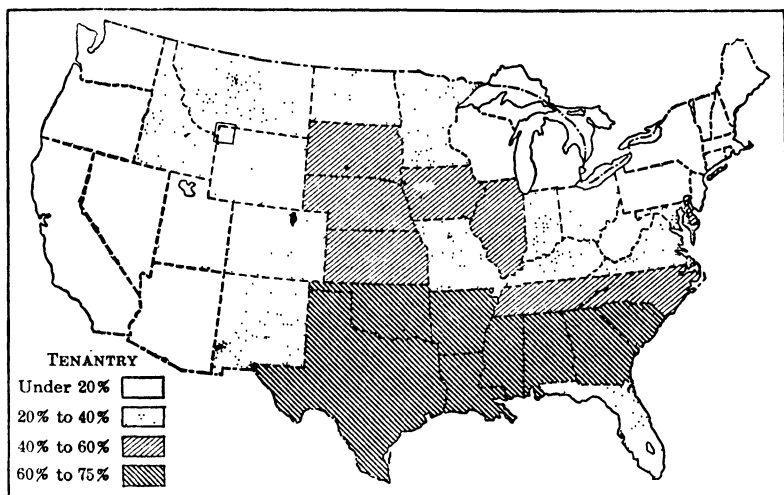 TENANTRY
Under 20%
20% to 40%
40% to 60%
60% to 75%